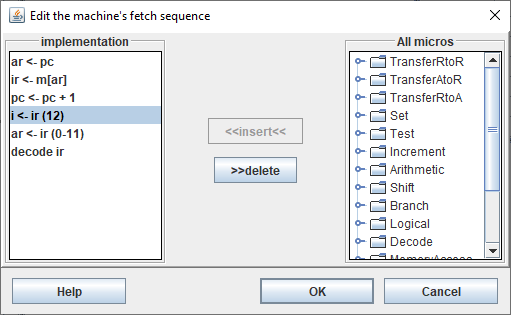 Edit the machine's fetch sequence
implementation
ar <- pc
ir <- m[ar]
pc <- pc + 1
i <- ir (12)
ar <- ir (0-11)
decode ir
<<insert<<
>>delete
All micros
TransferRtoR
TransferAtoR
TransferRtoA
Set
Test
Increment
Arithmetic
Shift
Branch
Logical
Decode
MemoryAccess
Help
OK
Cancel